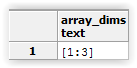 array_dims
text
1 [1:3]